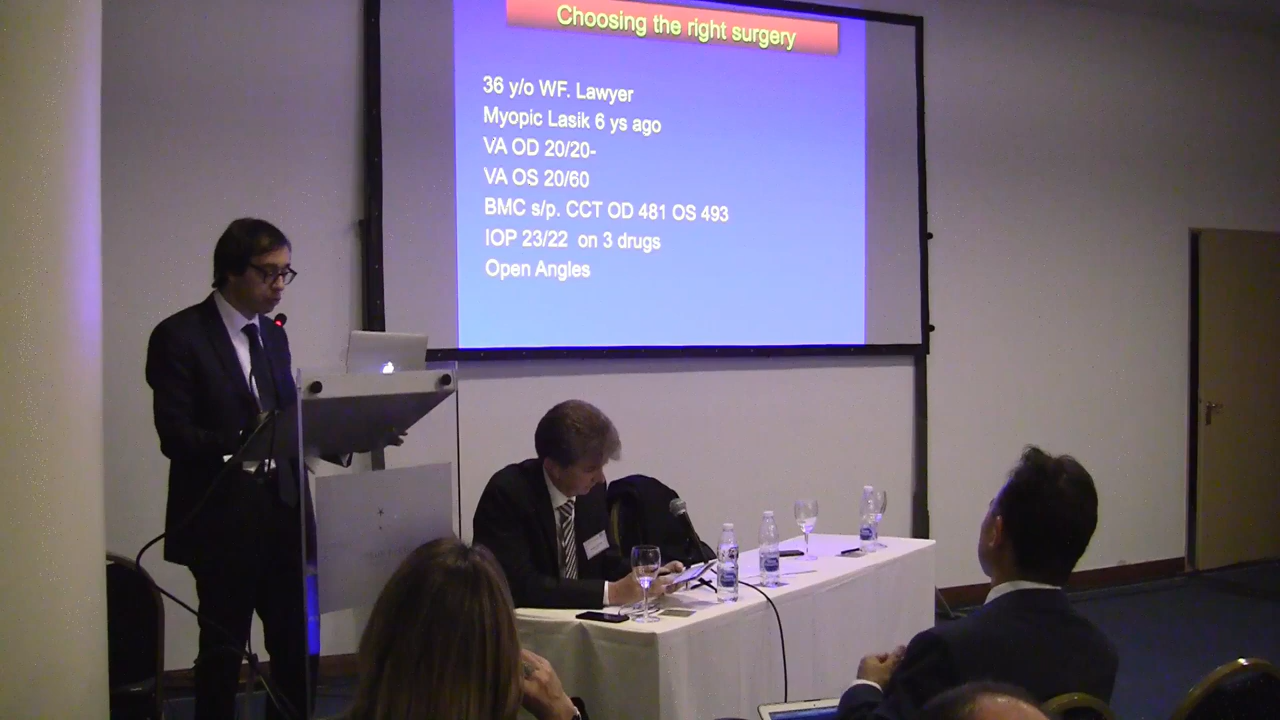 Choosing the right surgery
36 y/o WF. Lawyer
Myopic Lasik 6 ys ago
VA OD 20/20-
VA OS 20/60
BMC s/p. CCT OD 481 OS 493
IOP 23/22 on 3 drugs
Open Angles